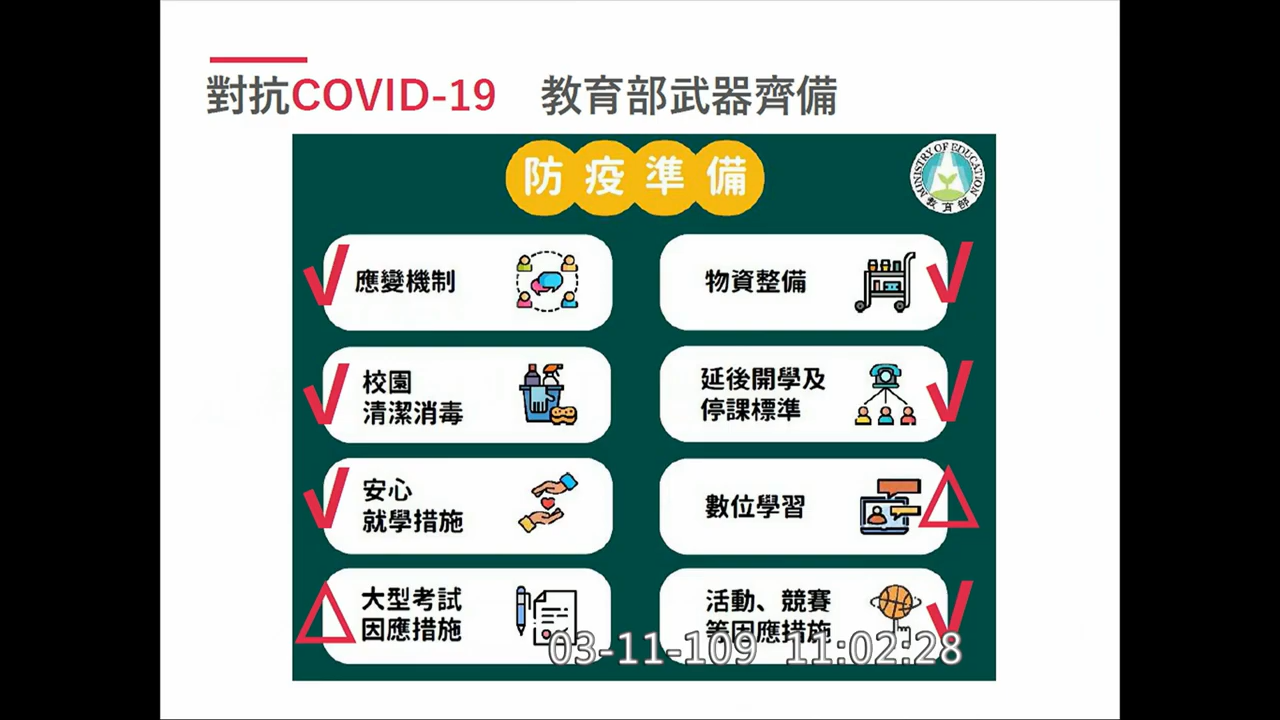 對抗COVID-19 教育部武器齊備
防疫準備
MINISTRY OF EDUCATION
教育部
應變機制
物資整備
校園
清潔消毒
延後開學及
停課標準
安心
就學措施
數位學習
大型考試
因應措施
活動、競賽
等因應措施
03-11-109 11:02:28